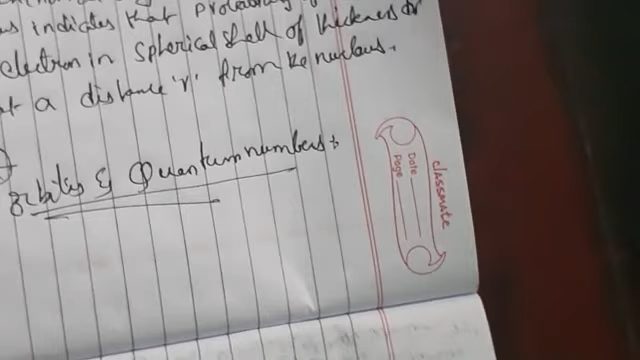 us indicates that probability
electron in spherical shell of thickness dr
at a distance 'r' from the nucleus.
Orbitals & Quantum numbers:
classmate
Date
Page